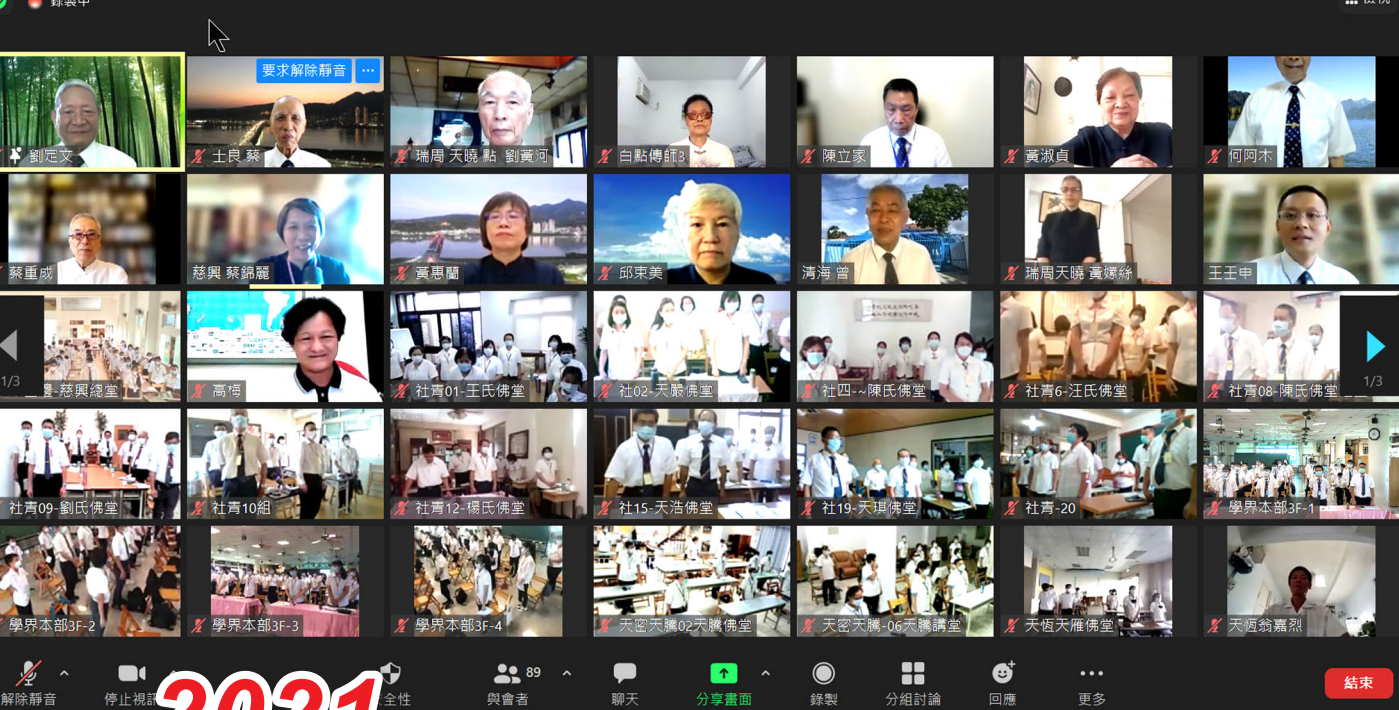 錄製中
要求解除靜音 ...
劉定文
士良 蔡
瑞周 天曉 點 劉黃河
白點傳師3
陳立家
黃淑貞
何阿木
蔡重成
慈興 蔡錦麗
黃惠蘭
邱束美
清海 曾
瑞周天曉 黃嫘絲
王壬申
慈興總堂
高梅
社青01-王氏佛堂
社02-天嚴佛堂
社四-~陳氏佛堂
社青6-汪氏佛堂
社青08-陳氏佛堂
1/3
1/3
社青09-劉氏佛堂
社青10組
社青12-楊氏佛堂
社15-天浩佛堂
社19-天琪佛堂
社青-20
學界本部3F-1
學界本部3F-2
學界本部3F-3
學界本部3F-4
天密天騰02天騰佛堂
天密天騰-06天騰講堂
天恆天雁佛堂
天恆翁嘉烈
89
解除靜音
停止視訊
全性
與會者
聊天
分享畫面
錄製
分組討論
回應
更多
結束
2021